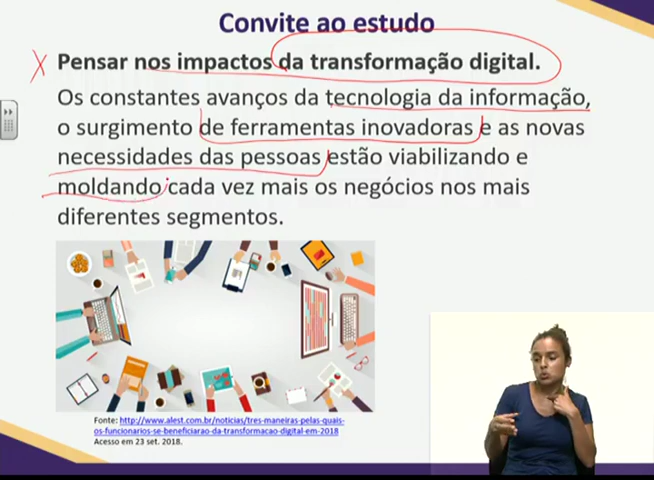 Convite ao estudo
Pensar nos impactos da transformação digital.
Os constantes avanços da tecnologia da informação,
o surgimento de ferramentas inovadoras e as novas
necessidades das pessoas estão viabilizando e
moldando cada vez mais os negócios nos mais
diferentes segmentos.
Fonte: http://www.alest.com.br/noticias/tres-maneiras-pelas-quais-
os-funcionarios-se-beneficiarao-da-transformacao-digital-em-2018
Acesso em 23 set. 2018.